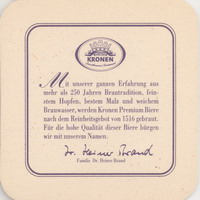 KRONEN
Mit unserer ganzen Erfahrung aus
mehr als 250 Jahren Brautradition, fein-
stem Hopfen, bestem Malz und weichem
Brauwasser, werden Kronen Premium Biere
nach dem Reinheitsgebot von 1516 gebraut.
Für die hohe Qualität dieser Biere bürgen
wir mit unserem Namen.
Dr. Heiner Brand
Familie Dr. Heiner Brand